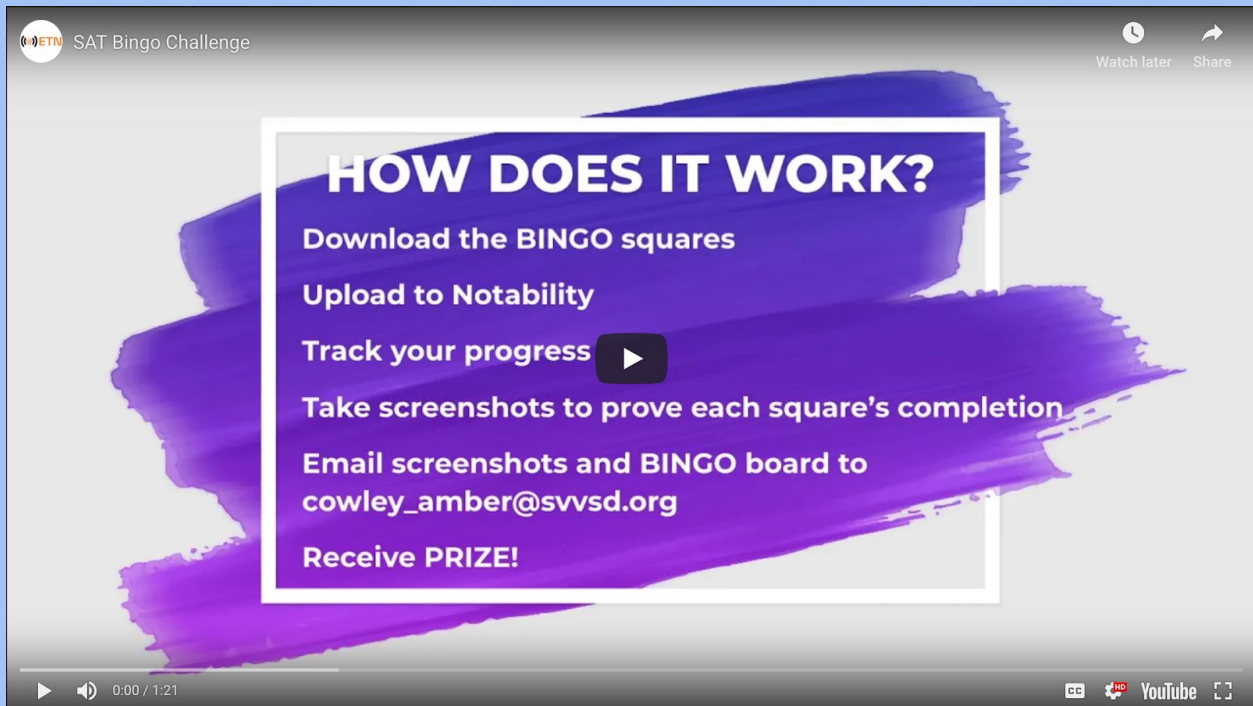 ((•))ETN
SAT Bingo Challenge
Watch later
Share
HOW DOES IT WORK?
Download the BINGO squares
Upload to Notability
Track your progress
Take screenshots to prove each square's completion
Email screenshots and BINGO board to
cowley_amber@svvsd.org
Receive PRIZE!
0:00 / 1:21
CC
HD
YouTube